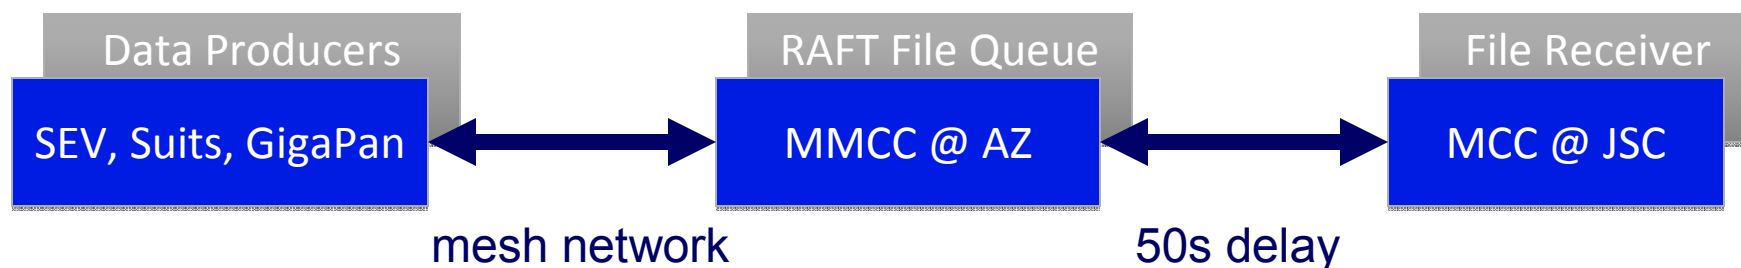 Data Producers
SEV, Suits, GigaPan
mesh network
RAFT File Queue
MMCC @ AZ
50s delay
File Receiver
MCC @ JSC